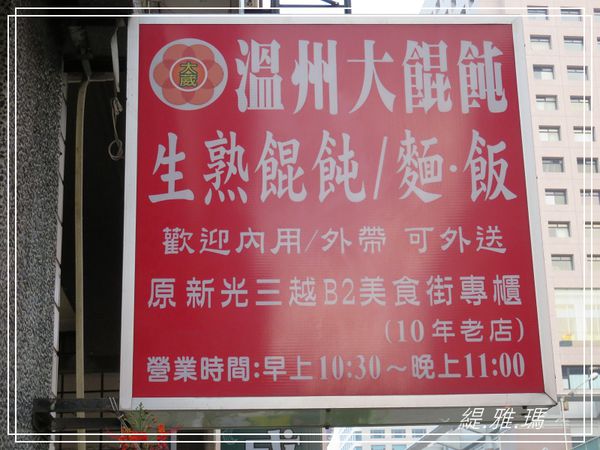 大
葳
溫州大餛飩
生熟餛飩/麵·飯
歡迎內用/外帶 可外送
原新光三越B2美食街專櫃
(10年老店)
營業時間:早上10:30～晚上11:00
~ 緹.雅.瑪 ~